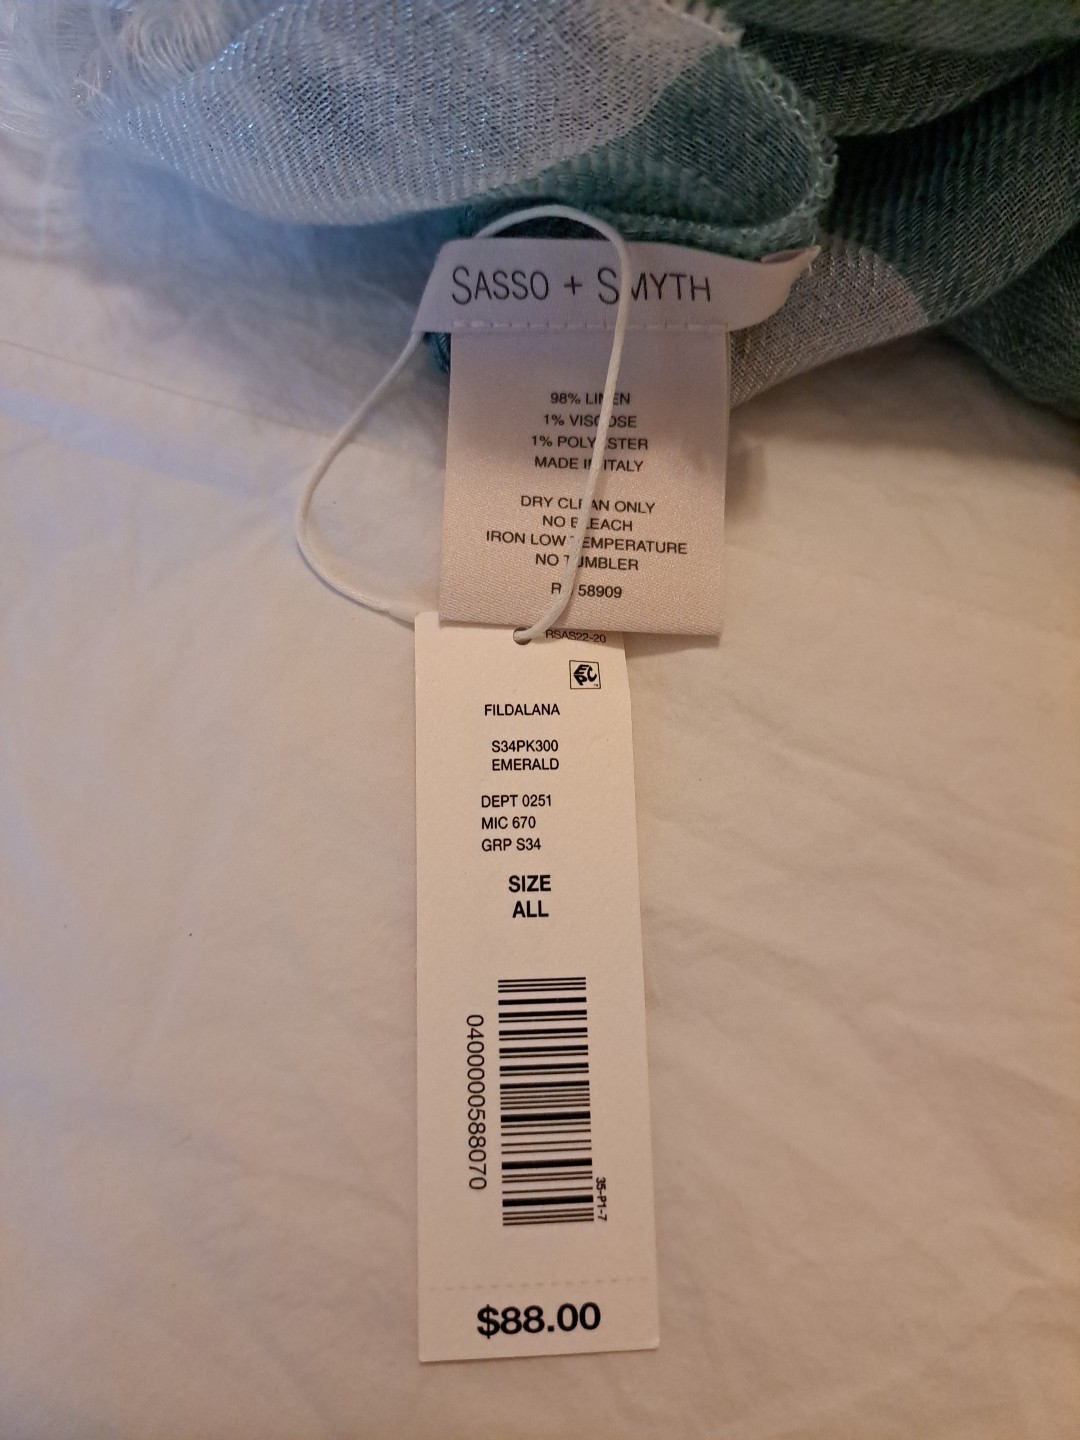 SASSO + SMYTH
98% LINEN
1% VISCOSE
1% POLYESTER
MADE IN ITALY
DRY CLEAN ONLY
NO BLEACH
IRON LOW TEMPERATURE
NO TUMBLER
RN 58909
RSAS22-20
EPC
FILDALANA
S34PK300
EMERALD
DEPT 0251
MIC 670
GRP S34
SIZE
ALL
0400000588070
35-P1-7
$88.00